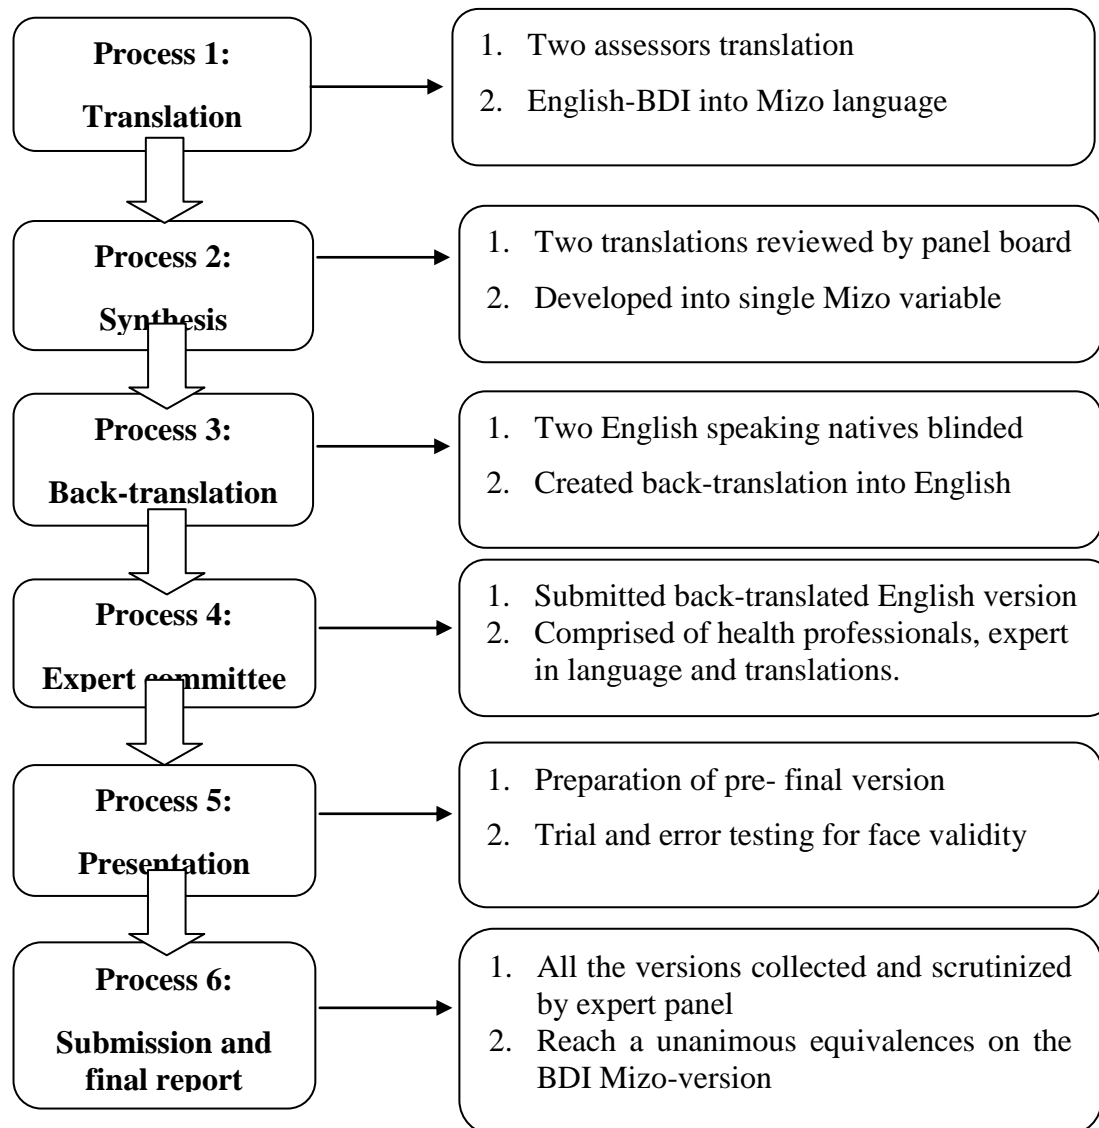 Process 1:
Translation
1. Two assessors translation
2. English-BDI into Mizo language
Process 2:
Synthesis
1. Two translations reviewed by panel board
2. Developed into single Mizo variable
Process 3:
Back-translation
1. Two English speaking natives blinded
2. Created back-translation into English
Process 4:
Expert committee
1. Submitted back-translated English version
2. Comprised of health professionals, expert
in language and translations.
Process 5:
Presentation
1. Preparation of pre- final version
2. Trial and error testing for face validity
Process 6:
Submission and
final report
1. All the versions collected and scrutinized
by expert panel
2. Reach a unanimous equivalences on the
BDI Mizo-version